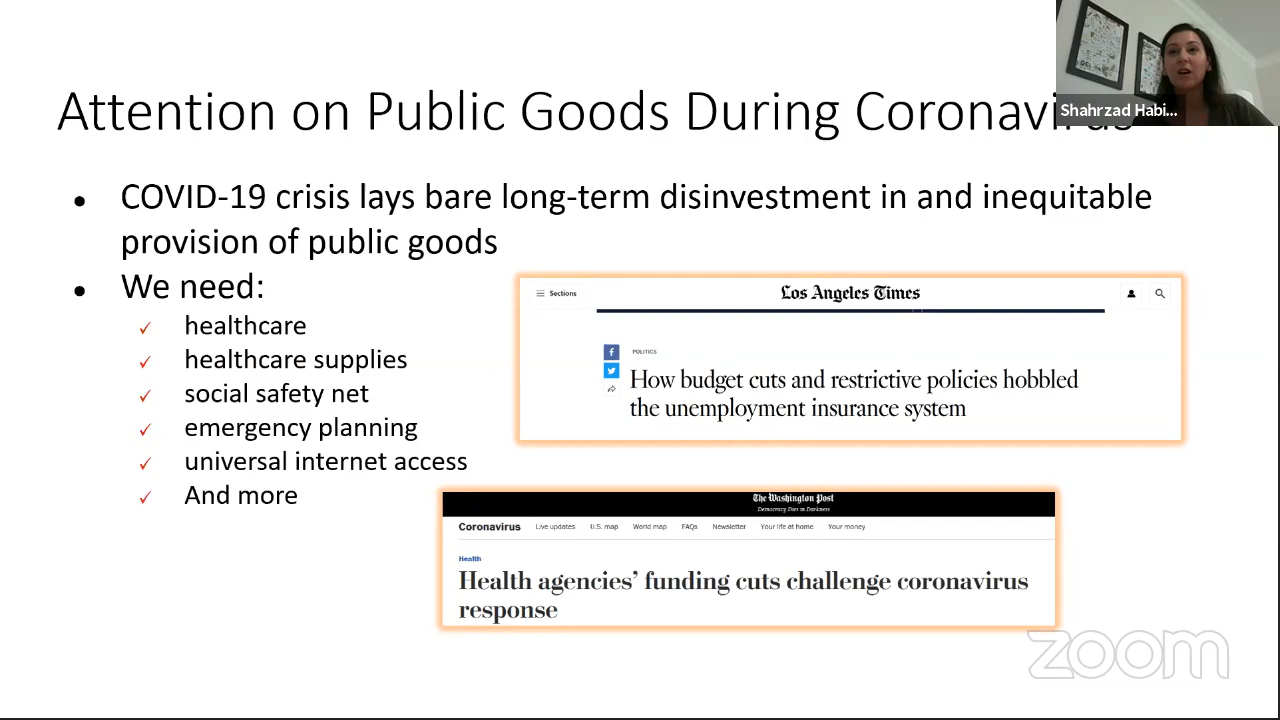 Attention on Public Goods During Coronavirus
Shahrzad Habi...
● COVID-19 crisis lays bare long-term disinvestment in and inequitable
provision of public goods
● We need:
✓ healthcare
✓ healthcare supplies
✓ social safety net
✓ emergency planning
✓ universal internet access
✓ And more
Sections
Los Angeles Times
POLITICS
How budget cuts and restrictive policies hobbled
the unemployment insurance system
The Washington Post
Democracy Dies in Darkness
Coronavirus Live updates U.S. map World map FAQs Newsletter Your life at home Your money
Health
Health agencies’ funding cuts challenge coronavirus
response
zoom